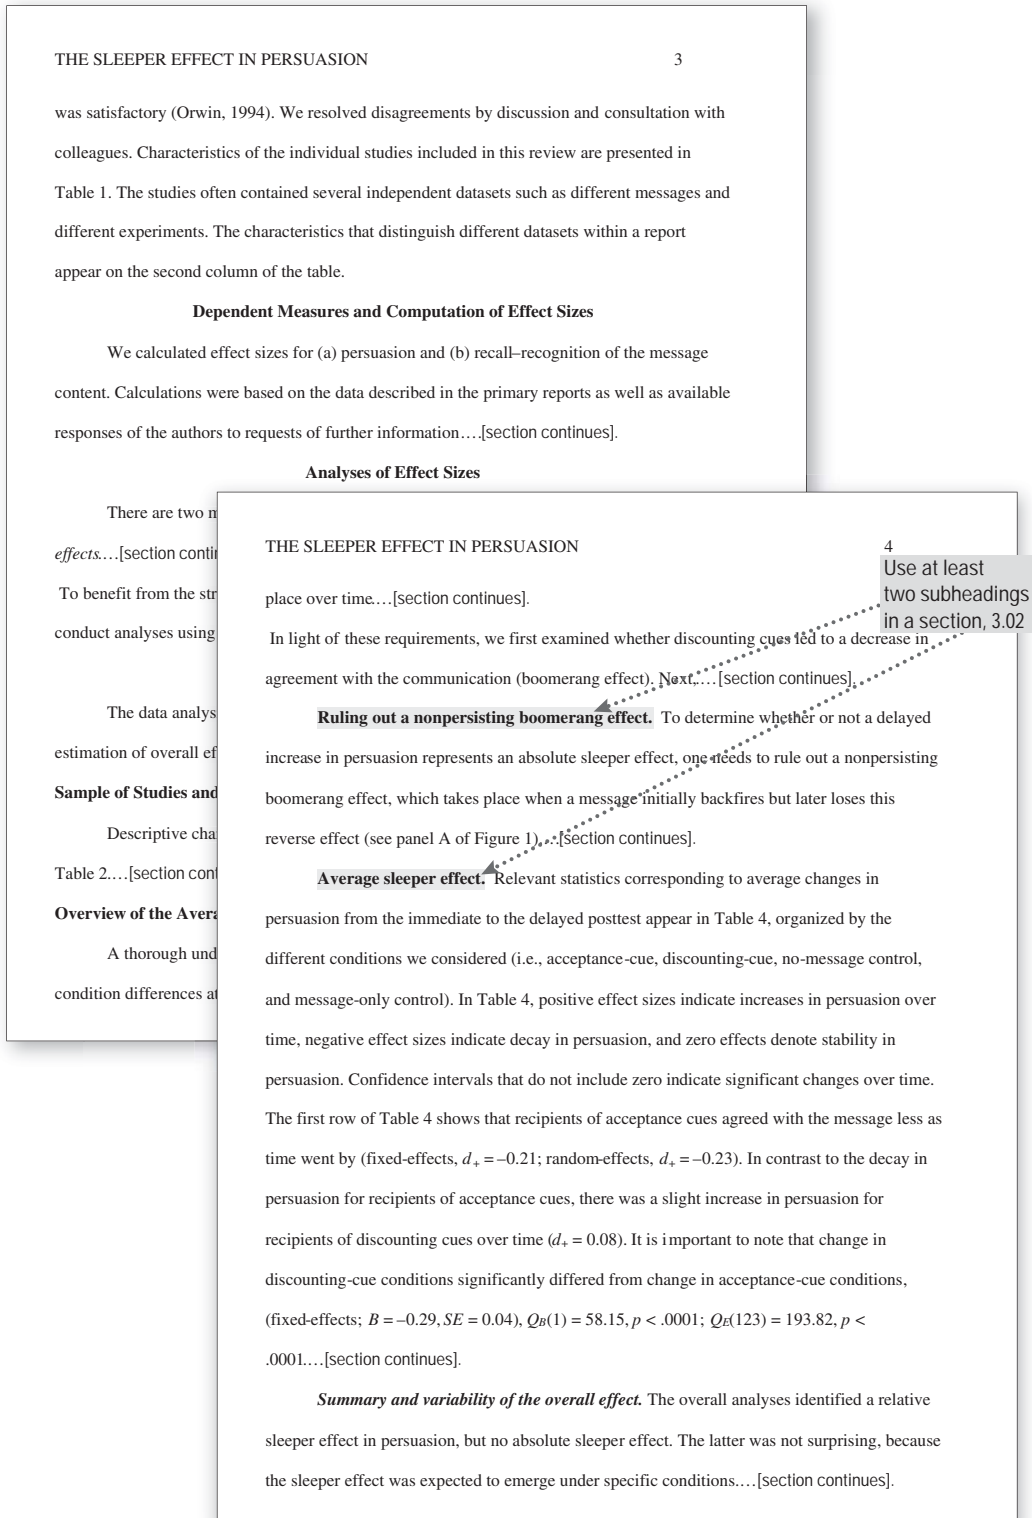 THE SLEEPER EFFECT IN PERSUASION 3
was satisfactory (Orwin, 1994). We resolved disagreements by discussion and consultation with
colleagues. Characteristics of the individual studies included in this review are presented in
Table 1. The studies often contained several independent datasets such as different messages and
different experiments. The characteristics that distinguish different datasets within a report
appear on the second column of the table.
Dependent Measures and Computation of Effect Sizes
We calculated effect sizes for (a) persuasion and (b) recall–recognition of the message
content. Calculations were based on the data described in the primary reports as well as available
responses of the authors to requests of further information….[section continues].
Analyses of Effect Sizes
There are two
effects.…[section
To benefit from the
conduct analyses using
The data
estimation of overall
Sample of Studies and
Descriptive
Table 2.…[section
Overview of the
A thorough
condition differences
THE SLEEPER EFFECT IN PERSUASION 4
place over time.…[section continues].
In light of these requirements, we first examined whether discounting cues led to a decrease in
agreement with the communication (boomerang effect). Next,…[section continues].
Ruling out a nonpersisting boomerang effect. To determine whether or not a delayed
increase in persuasion represents an absolute sleeper effect, one needs to rule out a nonpersisting
boomerang effect, which takes place when a message initially backfires but later loses this
reverse effect (see panel A of Figure 1).…[section continues].
Average sleeper effect. Relevant statistics corresponding to average changes in
persuasion from the immediate to the delayed posttest appear in Table 4, organized by the
different conditions we considered (i.e., acceptance-cue, discounting-cue, no-message control,
and message-only control). In Table 4, positive effect sizes indicate increases in persuasion over
time, negative effect sizes indicate decay in persuasion, and zero effects denote stability in
persuasion. Confidence intervals that do not include zero indicate significant changes over time.
The first row of Table 4 shows that recipients of acceptance cues agreed with the message less as
time went by (fixed-effects, d+ = –0.21; random-effects, d+ = –0.23). In contrast to the decay in
persuasion for recipients of acceptance cues, there was a slight increase in persuasion for
recipients of discounting cues over time (d+ = 0.08). It is important to note that change in
discounting-cue conditions significantly differed from change in acceptance-cue conditions,
(fixed-effects; B = –0.29, SE = 0.04), QB(1) = 58.15, p < .0001; QE(123) = 193.82, p <
.0001.…[section continues].
Summary and variability of the overall effect. The overall analyses identified a relative
sleeper effect in persuasion, but no absolute sleeper effect. The latter was not surprising, because
the sleeper effect was expected to emerge under specific conditions.…[section continues].
Use at least
two subheadings
in a section, 3.02